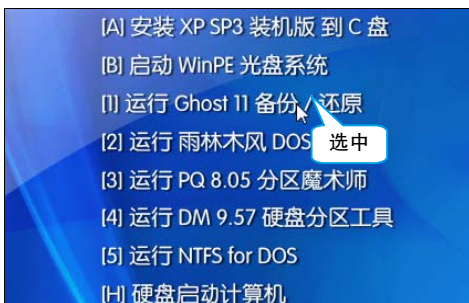 [A] 安装 XP SP3 装机版 到 C 盘
[B] 启动 WinPE 光盘系统
[1] 运行 Ghost 11 备份 / 还原
[2] 运行 雨林木风 DOS
选中
[3] 运行 PQ 8.05 分区魔术师
[4] 运行 DM 9.57 硬盘分区工具
[5] 运行 NTFS for DOS
[H] 硬盘启动计算机